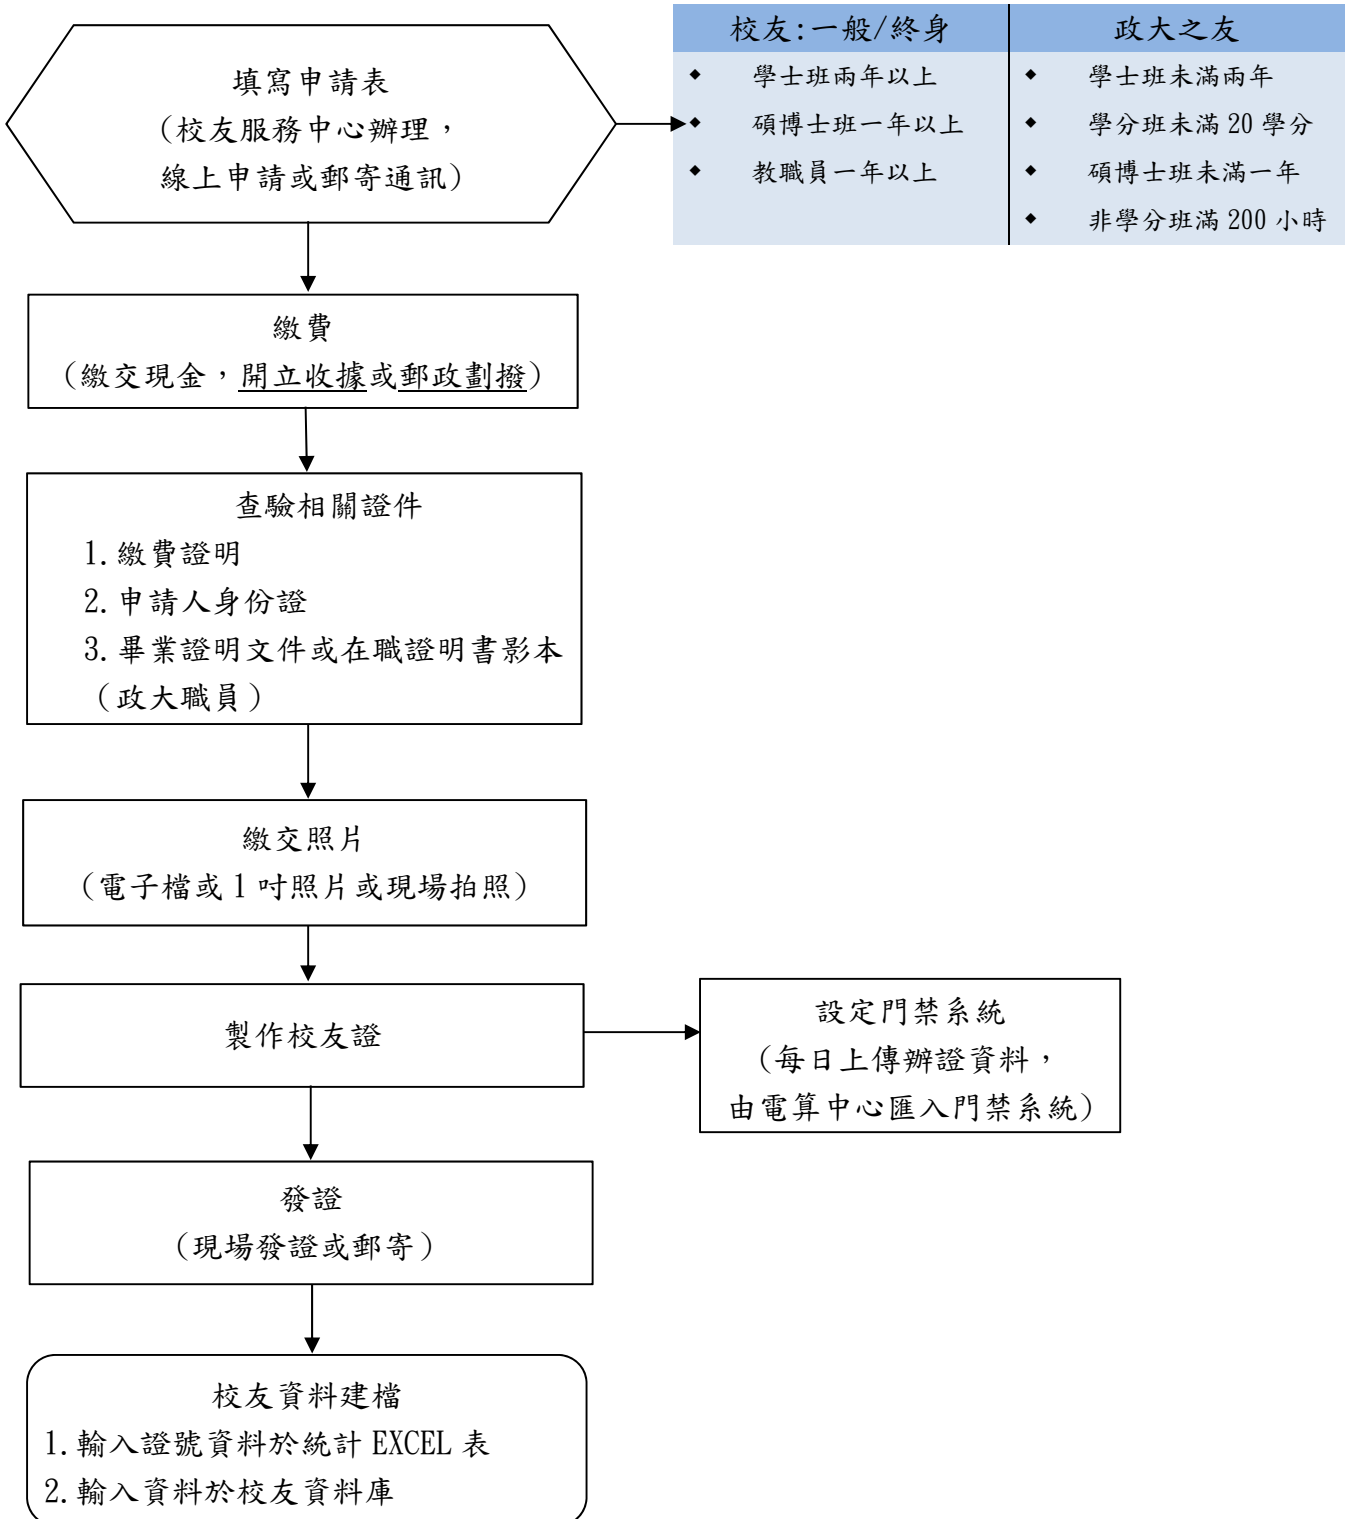 填寫申請表
(校友服務中心辦理，
線上申請或郵寄通訊)
校友:一般/終身
◆ 學士班兩年以上
◆ 碩博士班一年以上
◆ 教職員一年以上
政大之友
◆ 學士班未滿兩年
◆ 學分班未滿 20 學分
◆ 碩博士班未滿一年
◆ 非學分班滿 200 小時
繳費
(繳交現金，開立收據或郵政劃撥)
查驗相關證件
1.繳費證明
2.申請人身份證
3.畢業證明文件或在職證明書影本
(政大職員)
繳交照片
(電子檔或 1 吋照片或現場拍照)
製作校友證
設定門禁系統
(每日上傳辦證資料，
由電算中心匯入門禁系統)
發證
(現場發證或郵寄)
校友資料建檔
1.輸入證號資料於統計 EXCEL 表
2.輸入資料於校友資料庫